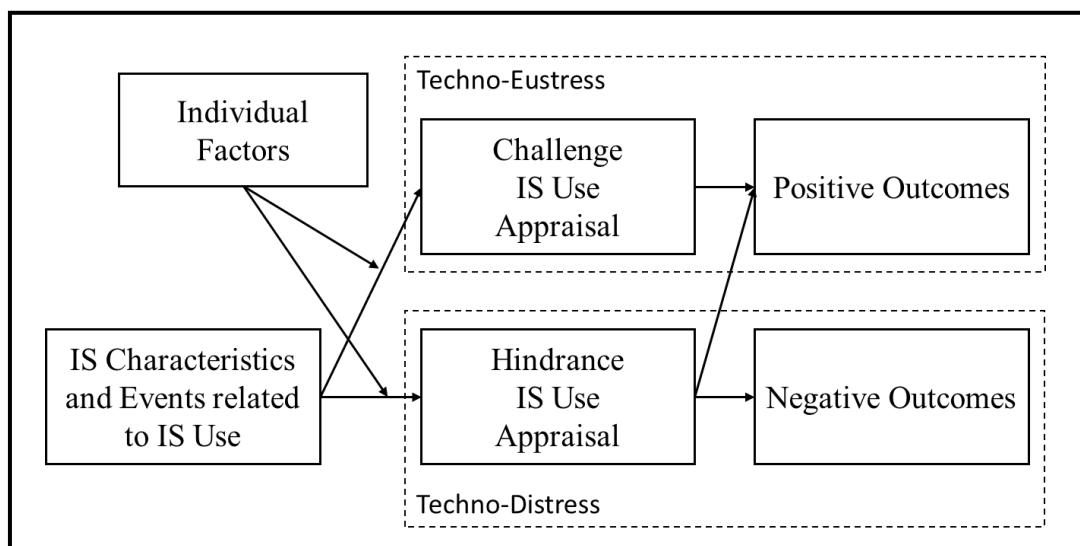 Techno-Eustress
Individual
Factors
Challenge
IS Use
Appraisal
Positive Outcomes
IS Characteristics
and Events related
to IS Use
Hindrance
IS Use
Appraisal
Negative Outcomes
Techno-Distress